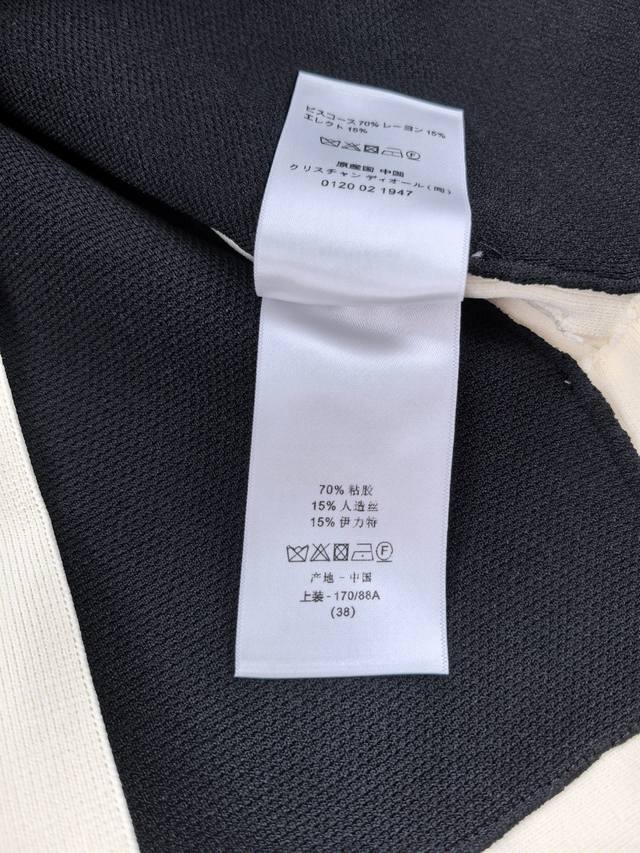 ビスコース 70% レーヨン 15%
エレクト 15%
原産国 中国
クリスチャン ディオール (株)
0120 02 1947
70% 粘胶
15% 人造丝
15% 伊力特
F
产地 - 中国
上装 - 170/88A
(38)